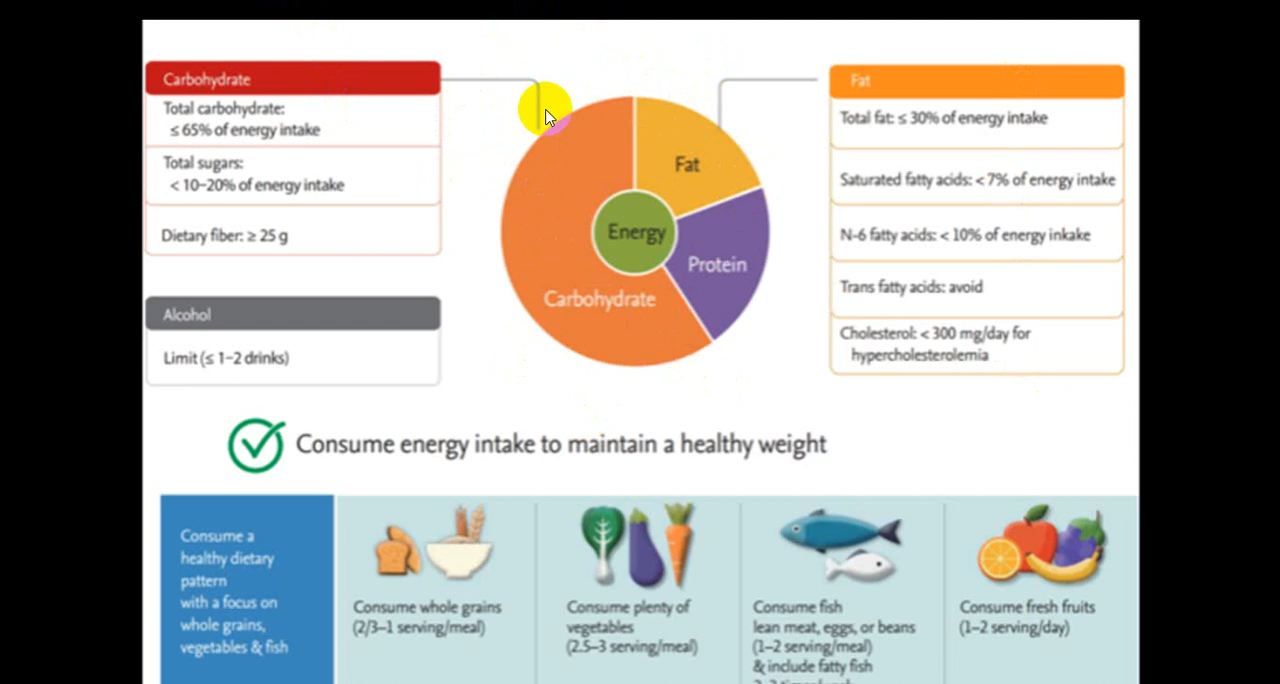 Carbohydrate
Total carbohydrate:
≤ 65% of energy intake
Total sugars:
< 10–20% of energy intake
Dietary fiber: ≥ 25 g
Alcohol
Limit (≤ 1–2 drinks)
Fat
Protein
Carbohydrate
Energy
Fat
Total fat: ≤ 30% of energy intake
Saturated fatty acids: < 7% of energy intake
N-6 fatty acids: < 10% of energy inkake
Trans fatty acids: avoid
Cholesterol: < 300 mg/day for
hypercholesterolemia
Consume energy intake to maintain a healthy weight
Consume a
healthy dietary
pattern
with a focus on
whole grains,
vegetables & fish
Consume whole grains
(2/3–1 serving/meal)
Consume plenty of
vegetables
(2.5–3 serving/meal)
Consume fish
lean meat, eggs, or beans
(1–2 serving/meal)
& include fatty fish
Consume fresh fruits
(1–2 serving/day)